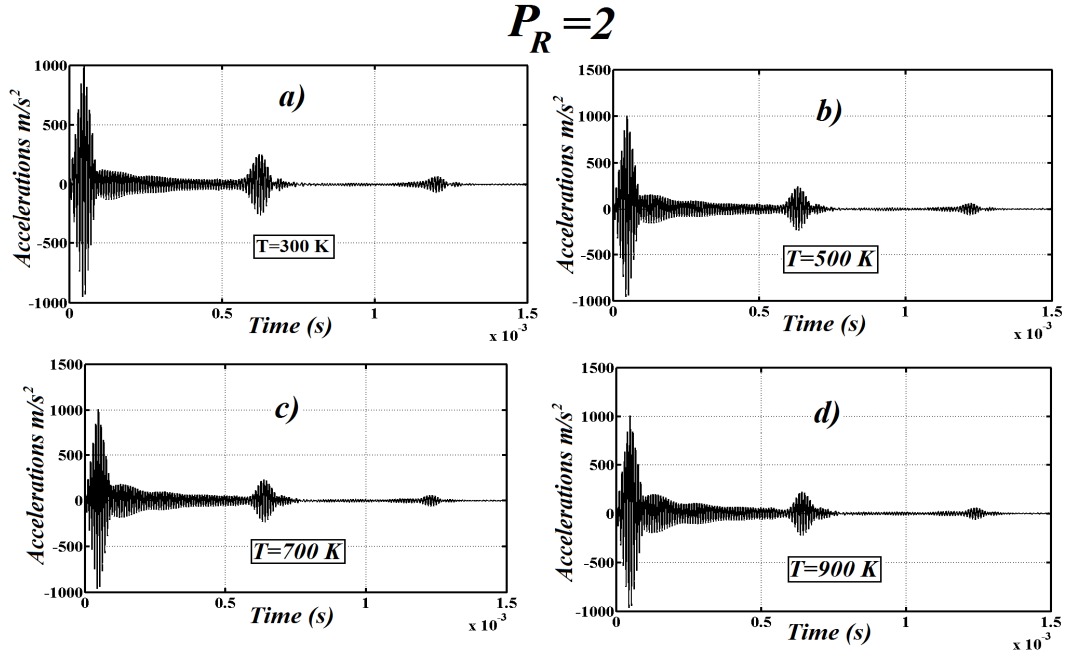 P_R=2
a)
Accelerations m/s²
1000
500
0
-500
-1000
T=300 K
0 0.5 1 1.5
Time (s)
x 10⁻³
b)
Accelerations m/s²
1500
1000
500
0
-500
-1000
T=500 K
0 0.5 1 1.5
Time (s)
x 10⁻³
c)
Accelerations m/s²
1500
1000
500
0
-500
-1000
T=700 K
0 0.5 1 1.5
Time (s)
x 10⁻³
d)
Accelerations m/s²
1500
1000
500
0
-500
-1000
T=900 K
0 0.5 1 1.5
Time (s)
x 10⁻³